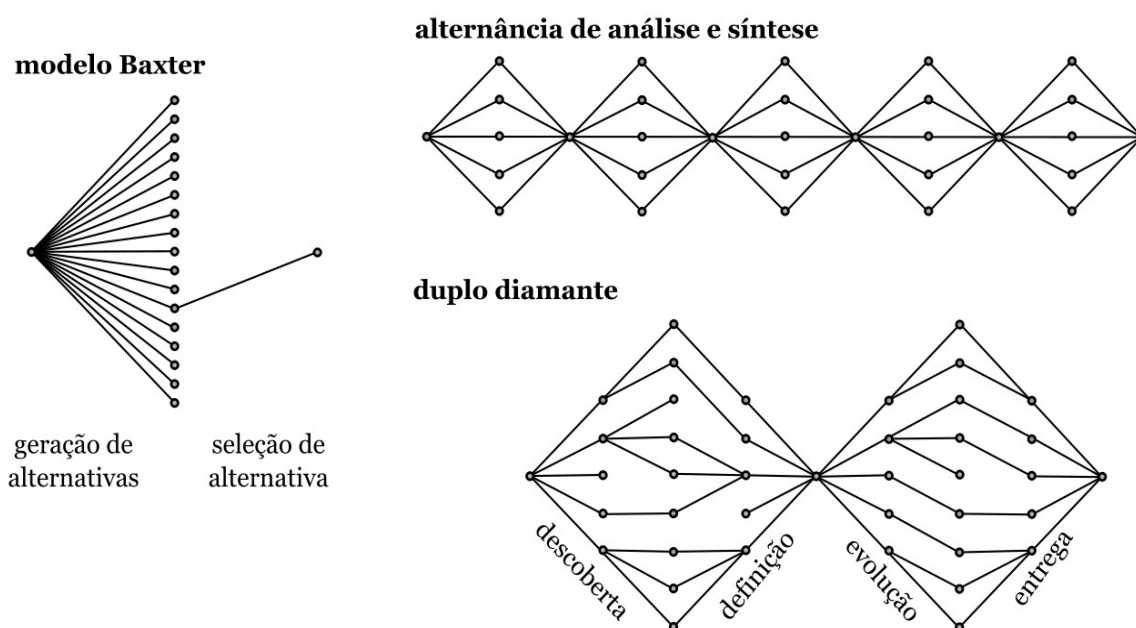 modelo Baxter
geração de
alternativas
seleção de
alternativa
alternância de análise e síntese
duplo diamante
descoberta
definição
evolução
entrega